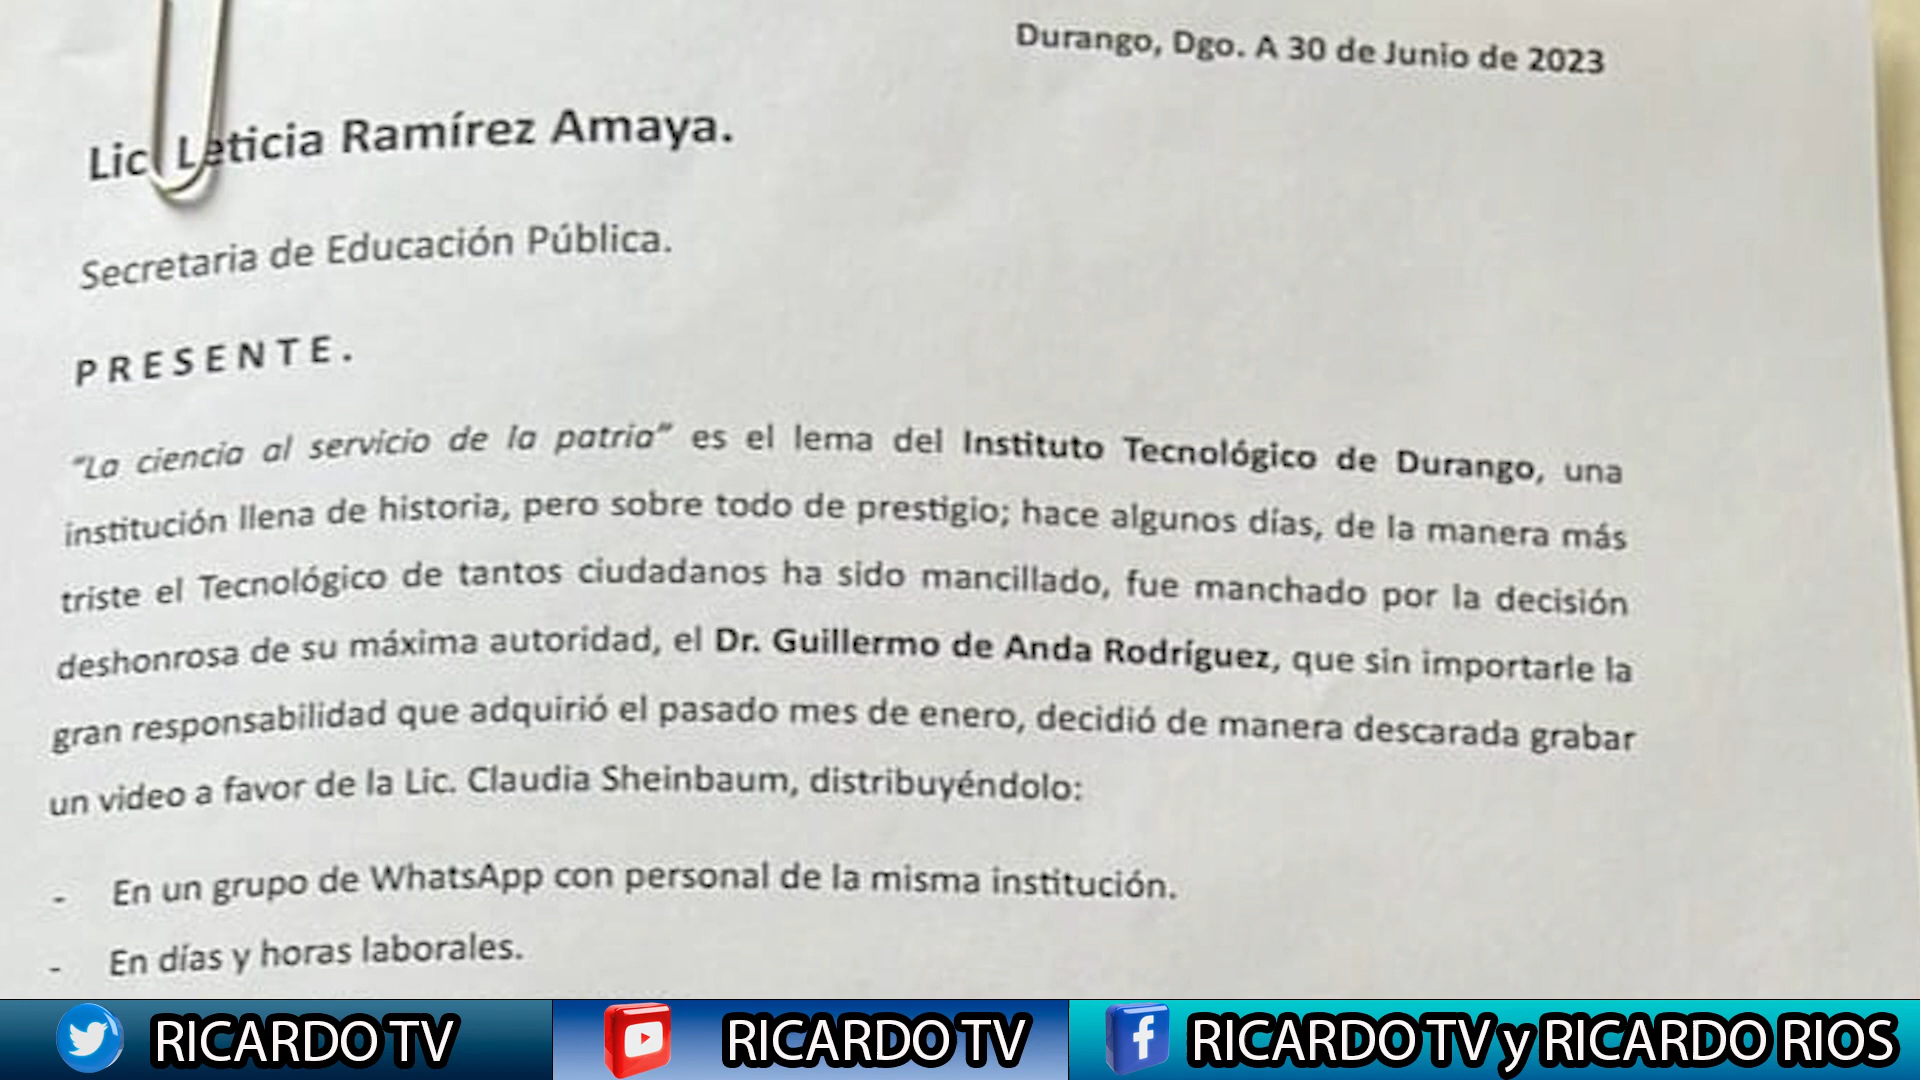 Durango, Dgo. A 30 de Junio de 2023
Lic. Leticia Ramírez Amaya.
Secretaria de Educación Pública.
P R E S E N T E .
"La ciencia al servicio de la patria" es el lema del Instituto Tecnológico de Durango, una
institución llena de historia, pero sobre todo de prestigio; hace algunos días, de la manera más
triste el Tecnológico de tantos ciudadanos ha sido mancillado, fue manchado por la decisión
deshonrosa de su máxima autoridad, el Dr. Guillermo de Anda Rodríguez, que sin importarle la
gran responsabilidad que adquirió el pasado mes de enero, decidió de manera descarada grabar
un video a favor de la Lic. Claudia Sheinbaum, distribuyéndolo:
- En un grupo de WhatsApp con personal de la misma institución.
- En días y horas laborales.
RICARDO TV RICARDO TV RICARDO TV y RICARDO RIOS